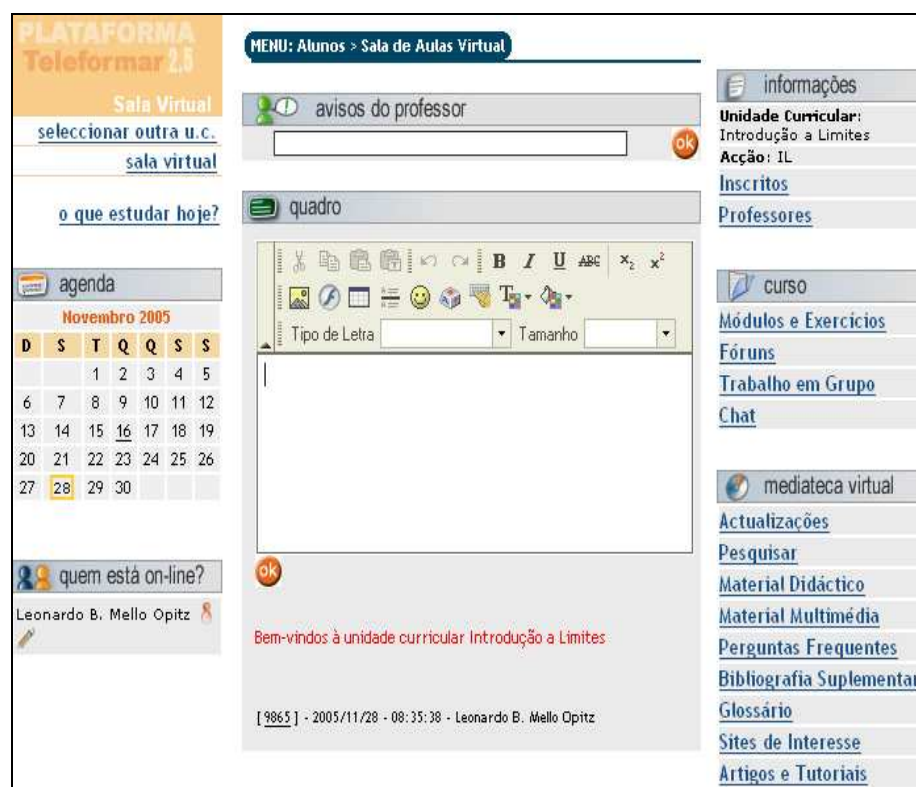 PLATAFORMA
Teleformar 2.5
Sala Virtual
seleccionar outra u.c.
sala virtual
o que estudar hoje?
agenda
Novembro 2005
D S T Q Q S S
1 2 3 4 5
6 7 8 9 10 11 12
13 14 15 16 17 18 19
20 21 22 23 24 25 26
27 28 29 30
quem está on-line?
Leonardo B. Mello Opitz
MENU: Alunos > Sala de Aulas Virtual
avisos do professor
ok
quadro
B I U ABC x₂ x²
Tipo de Letra Tamanho
ok
Bem-vindos à unidade curricular Introdução a Limites
[ 9865 ] - 2005/11/28 - 08:35:38 - Leonardo B. Mello Opitz
informações
Unidade Curricular:
Introdução a Limites
Acção: IL
Inscritos
Professores
curso
Módulos e Exercícios
Fóruns
Trabalho em Grupo
Chat
mediateca virtual
Actualizações
Pesquisar
Material Didáctico
Material Multimédia
Perguntas Frequentes
Bibliografia Suplementar
Glossário
Sites de Interesse
Artigos e Tutoriais